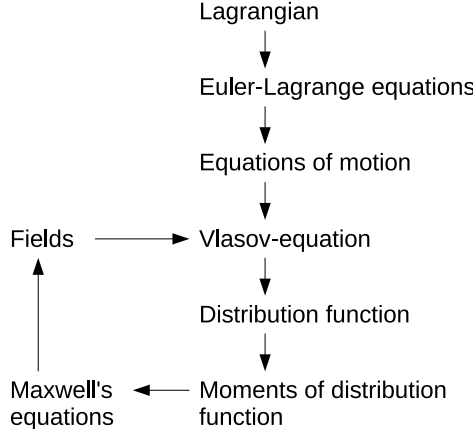 Lagrangian
Euler-Lagrange equations
Equations of motion
Fields
Vlasov-equation
Distribution function
Maxwell's
equations
Moments of distribution
function